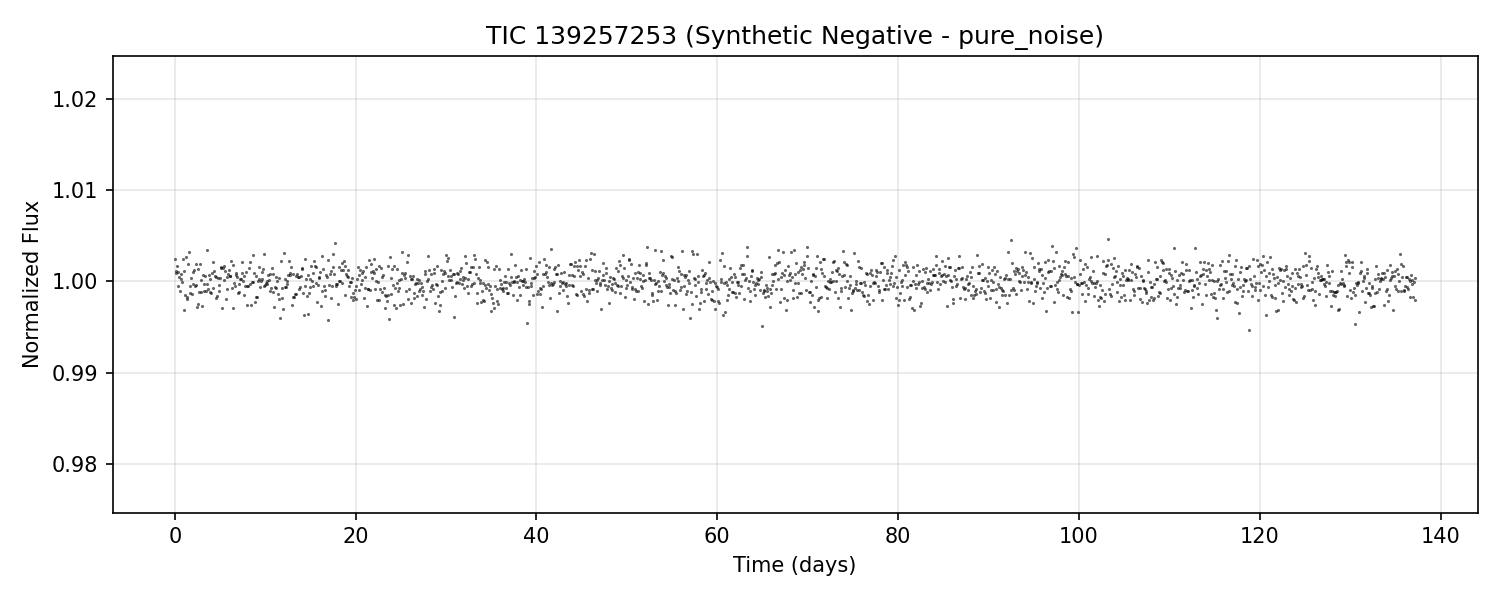 TIC 139257253 (Synthetic Negative - pure_noise)
1.02
1.01
1.00
0.99
0.98
Normalized Flux
0 20 40 60 80 100 120 140
Time (days)